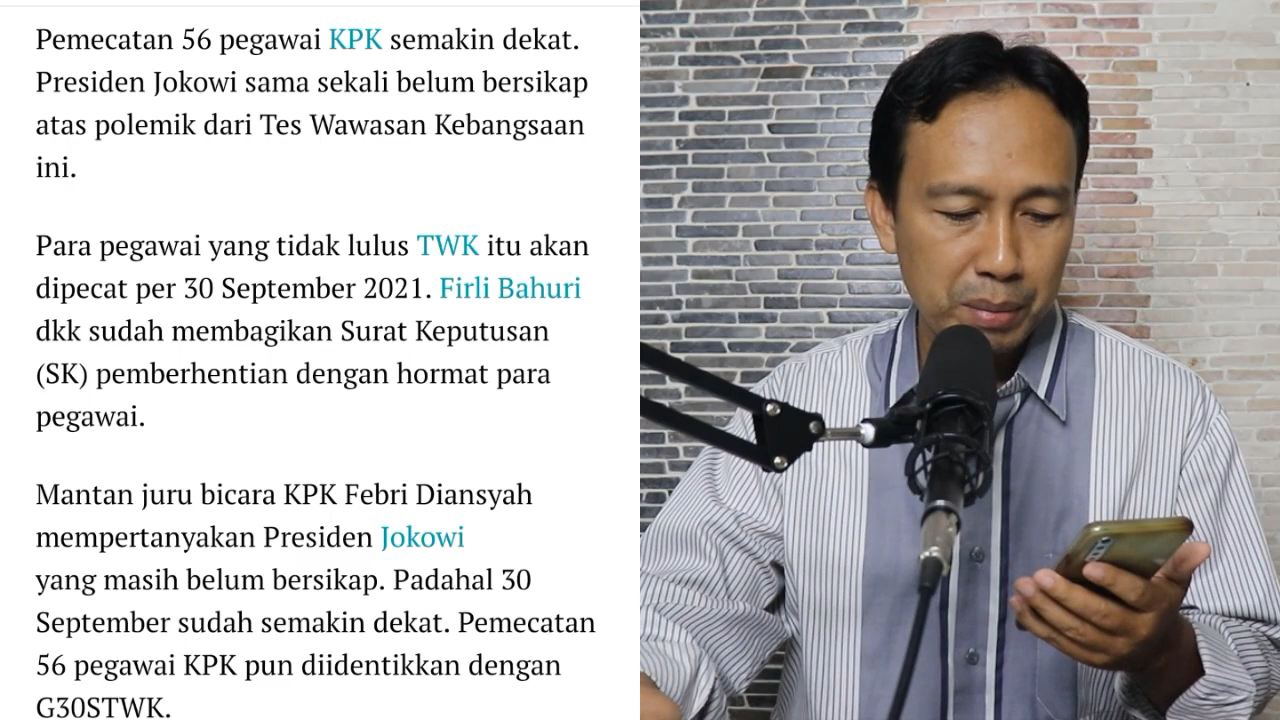 Pemecatan 56 pegawai KPK semakin dekat.
Presiden Jokowi sama sekali belum bersikap
atas polemik dari Tes Wawasan Kebangsaan
ini.
Para pegawai yang tidak lulus TWK itu akan
dipecat per 30 September 2021. Firli Bahuri
dkk sudah membagikan Surat Keputusan
(SK) pemberhentian dengan hormat para
pegawai.
Mantan juru bicara KPK Febri Diansyah
mempertanyakan Presiden Jokowi
yang masih belum bersikap. Padahal 30
September sudah semakin dekat. Pemecatan
56 pegawai KPK pun diidentikkan dengan
G30STWK.